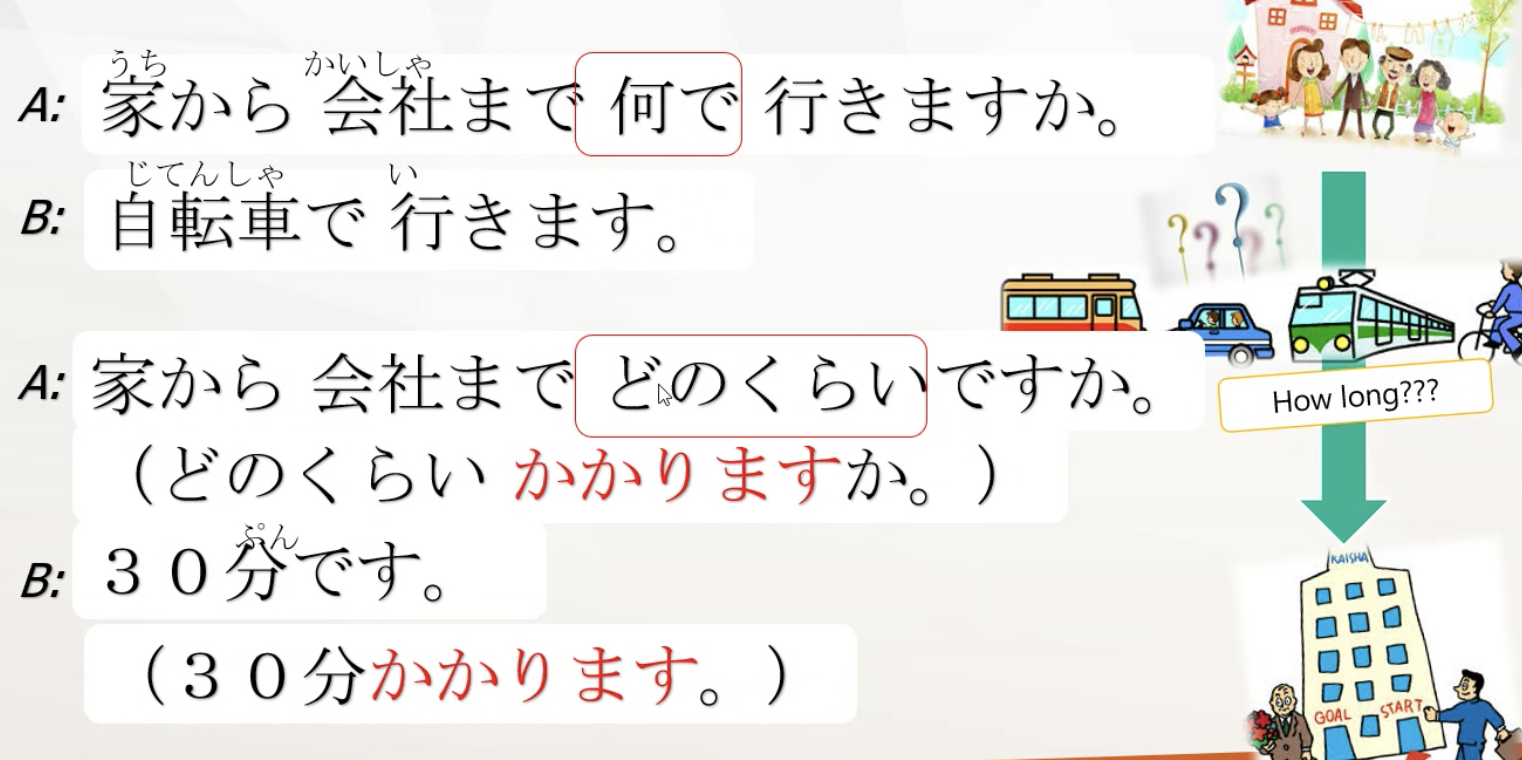 うち かいしゃ
A: 家から 会社まで 何で 行きますか。
じてんしゃ い
B: 自転車で 行きます。
A: 家から 会社まで どのくらいですか。
How long???
（どのくらい かかりますか。）
ぷん
B: ３０分です。
（３０分かかります。）
KAISHA
GOAL START